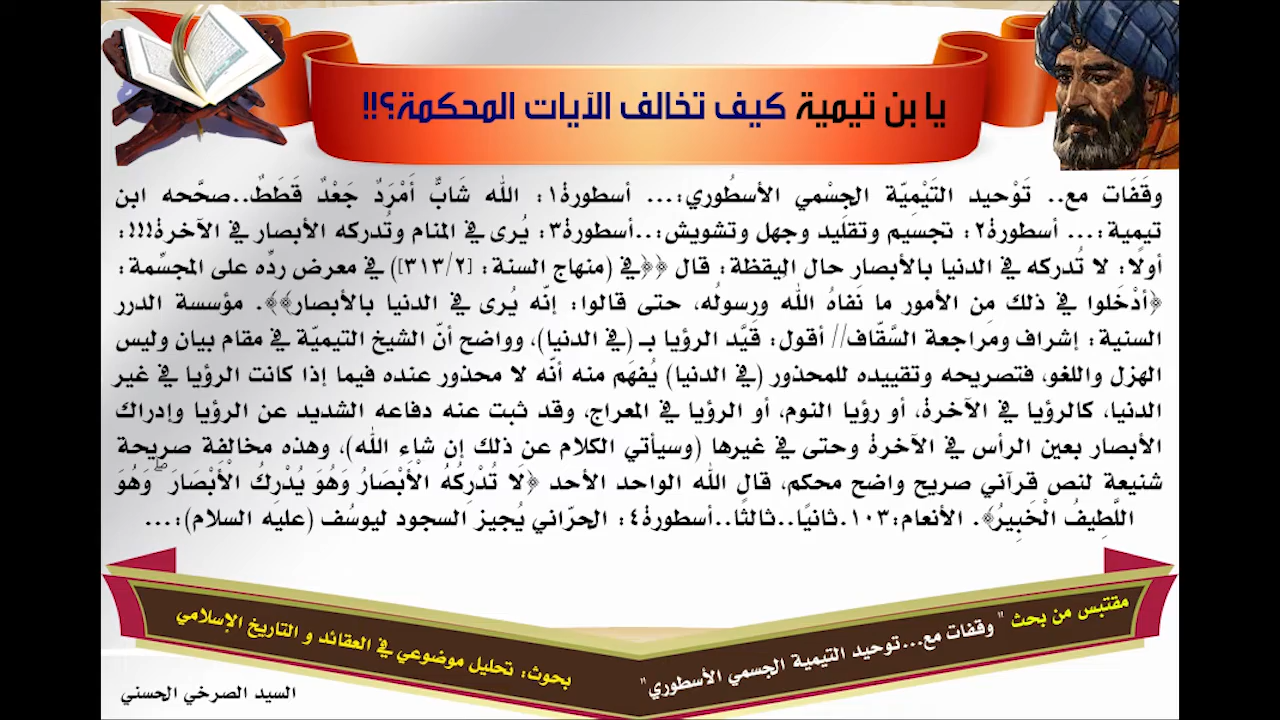 يا بن تيمية كيف تخالف الآيات المحكمة؟!!
وقَفَات مع.. تَوْحيد التَيْمِيّة الجِسْمي الأسطُوري:... أسطورة١: الله شَابٌّ أَمْرَدٌ جَعْدٌ قَطَطٌ..صحَّحه ابن
تيمية:... أسطورة٢: تجسيم وتقليد وجهل وتشويش:..أسطورة٣: يُرى في المنام وتُدركه الأبصار في الآخرة!!!:
أولًا: لا تُدركه في الدنيا بالأبصار حال اليقظة: قال {{في (منهاج السنة: [٢/٣١٣]) في معرض ردِّه على المجسِّمة:
{أدْخَلوا في ذلك مِن الأمور ما نَفاهُ الله ورسولُه، حتى قالوا: إنّه يُرى في الدنيا بالأبصار}}. مؤسسة الدرر
السنية: إشراف ومَراجعة السَّقّاف// أقول: قَيَّد الرؤيا بـ (في الدنيا)، وواضح أنّ الشيخ التيميّة في مقام بيان وليس
الهزل واللغو، فتصريحه وتقييده للمحذور (في الدنيا) يُفهَم منه أنّه لا محذور عنده فيما إذا كانت الرؤيا في غير
الدنيا، كالرؤيا في الآخرة، أو رؤيا النوم، أو الرؤيا في المعراج، وقد ثبت عنه دفاعه الشديد عن الرؤيا وإدراك
الأبصار بعين الرأس في الآخرة وحتى في غيرها (وسيأتي الكلام عن ذلك إن شاء الله)، وهذه مخالفة صريحة
شنيعة لنص قرآني صريح واضح محكم، قال الله الواحد الأحد {لَا تُدْرِكُهُ الْأَبْصَارُ وَهُوَ يُدْرِكُ الْأَبْصَارَ ۖ وَهُوَ
اللَّطِيفُ الْخَبِيرُ}. الأنعام:١٠٣.ثانيًا..ثالثًا..أسطورة٤: الحرّاني يُجيز السجود ليوسُف (عليه السلام):...
مقتبس من بحث " وقفات مع...توحيد التيمية الجسمي الأسطوري"
بحوث: تحليل موضوعي في العقائد و التاريخ الإسلامي
السيد الصرخي الحسني